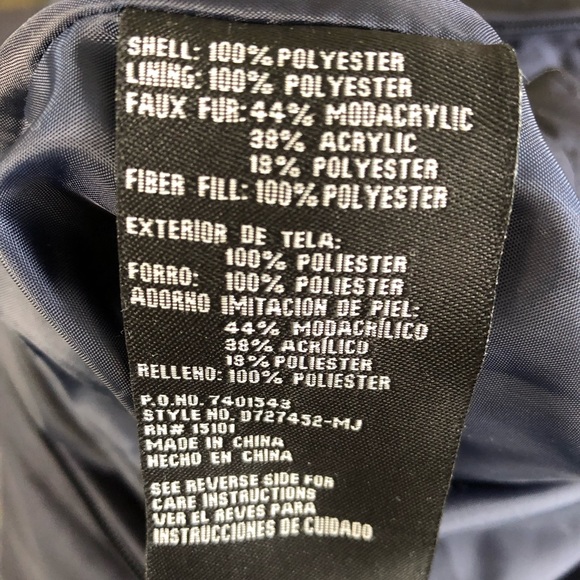 SHELL: 100% POLYESTER
LINING: 100% POLYESTER
FAUX FUR: 44% MODACRYLIC
38% ACRYLIC
18% POLYESTER
FIBER FILL: 100% POLYESTER
EXTERIOR DE TELA:
100% POLIESTER
FORRO: 100% POLIESTER
ADORNO IMITACION DE PIEL:
44% MODACRÍLICO
38% ACRÍLICO
18% POLIESTER
RELLENO: 100% POLIESTER
P.O.NO. 7401543
STYLE NO. D727452-MJ
RN# 15101
MADE IN CHINA
HECHO EN CHINA
SEE REVERSE SIDE FOR
CARE INSTRUCTIONS
VER EL REVES PARA
INSTRUCCIONES DE CUIDADO